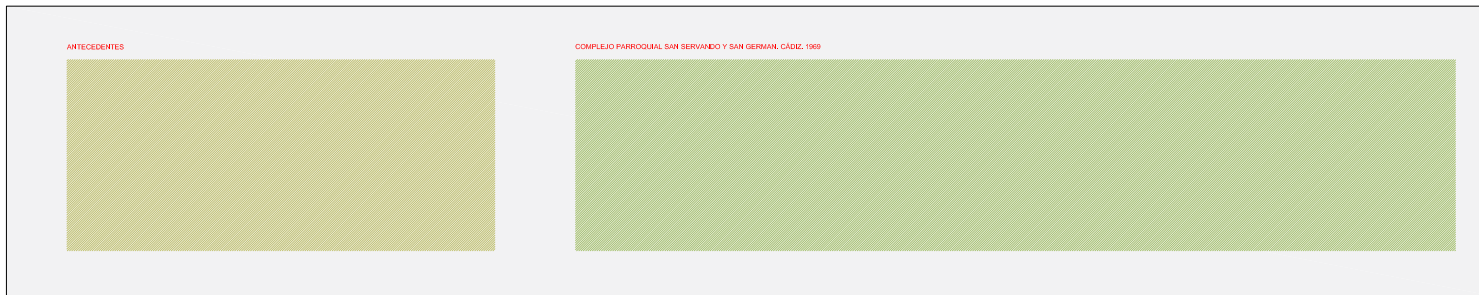 ANTECEDENTES
COMPLEJO PARROQUIAL SAN SERVANDO Y SAN GERMAN. CÁDIZ. 1969